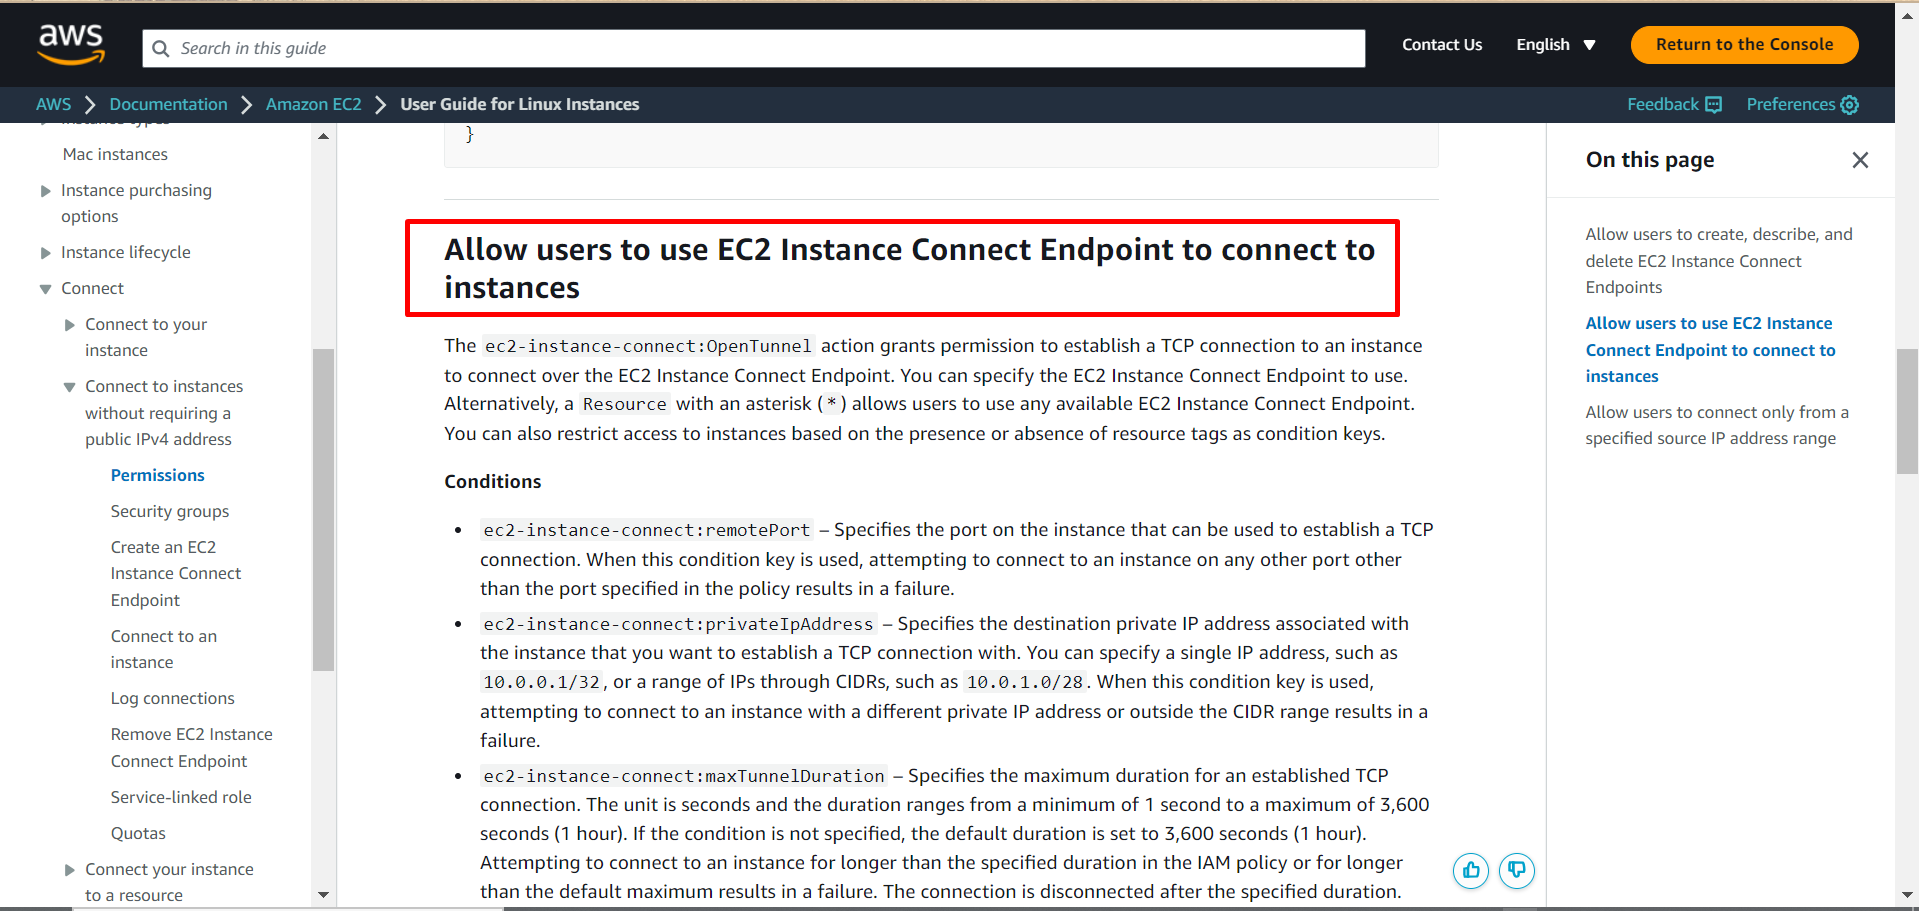 aws
Search in this guide
Contact Us
English
Return to the Console
AWS
Documentation
Amazon EC2
User Guide for Linux Instances
Feedback
Preferences
Instance types
Mac instances
Instance purchasing
options
Instance lifecycle
Connect
Connect to your
instance
Connect to instances
without requiring a
public IPv4 address
Permissions
Security groups
Create an EC2
Instance Connect
Endpoint
Connect to an
instance
Log connections
Remove EC2 Instance
Connect Endpoint
Service-linked role
Quotas
Connect your instance
to a resource
}
Allow users to use EC2 Instance Connect Endpoint to connect to
instances
The ec2-instance-connect:OpenTunnel action grants permission to establish a TCP connection to an instance
to connect over the EC2 Instance Connect Endpoint. You can specify the EC2 Instance Connect Endpoint to use.
Alternatively, a Resource with an asterisk (*) allows users to use any available EC2 Instance Connect Endpoint.
You can also restrict access to instances based on the presence or absence of resource tags as condition keys.
Conditions
• ec2-instance-connect:remotePort – Specifies the port on the instance that can be used to establish a TCP
connection. When this condition key is used, attempting to connect to an instance on any other port other
than the port specified in the policy results in a failure.
• ec2-instance-connect:privateIpAddress – Specifies the destination private IP address associated with
the instance that you want to establish a TCP connection with. You can specify a single IP address, such as
10.0.0.1/32, or a range of IPs through CIDRs, such as 10.0.1.0/28. When this condition key is used,
attempting to connect to an instance with a different private IP address or outside the CIDR range results in a
failure.
• ec2-instance-connect:maxTunnelDuration – Specifies the maximum duration for an established TCP
connection. The unit is seconds and the duration ranges from a minimum of 1 second to a maximum of 3,600
seconds (1 hour). If the condition is not specified, the default duration is set to 3,600 seconds (1 hour).
Attempting to connect to an instance for longer than the specified duration in the IAM policy or for longer
than the default maximum results in a failure. The connection is disconnected after the specified duration.
On this page
Allow users to create, describe, and
delete EC2 Instance Connect
Endpoints
Allow users to use EC2 Instance
Connect Endpoint to connect to
instances
Allow users to connect only from a
specified source IP address range